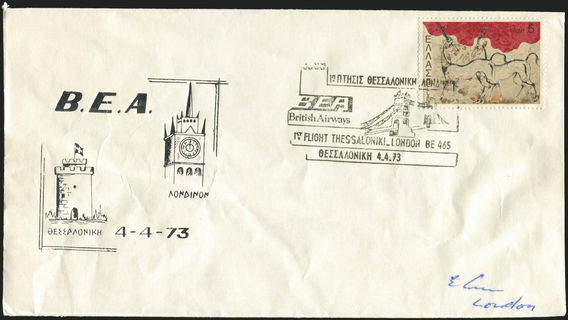 B.E.A.
ΛΟΝΔΙΝΟΝ
ΘΕΣΣΑΛΟΝΙΚΗ
4-4-73
5
ΕΛΛΑΣ
1η ΠΤΗΣΙΣ ΘΕΣΣΑΛΟΝΙΚΗ
BEA
British Airways
1st FLIGHT THESSALONIKI_LONDON BE 465
ΘΕΣΣΑΛΟΝΙΚΗ 4.4.73
London